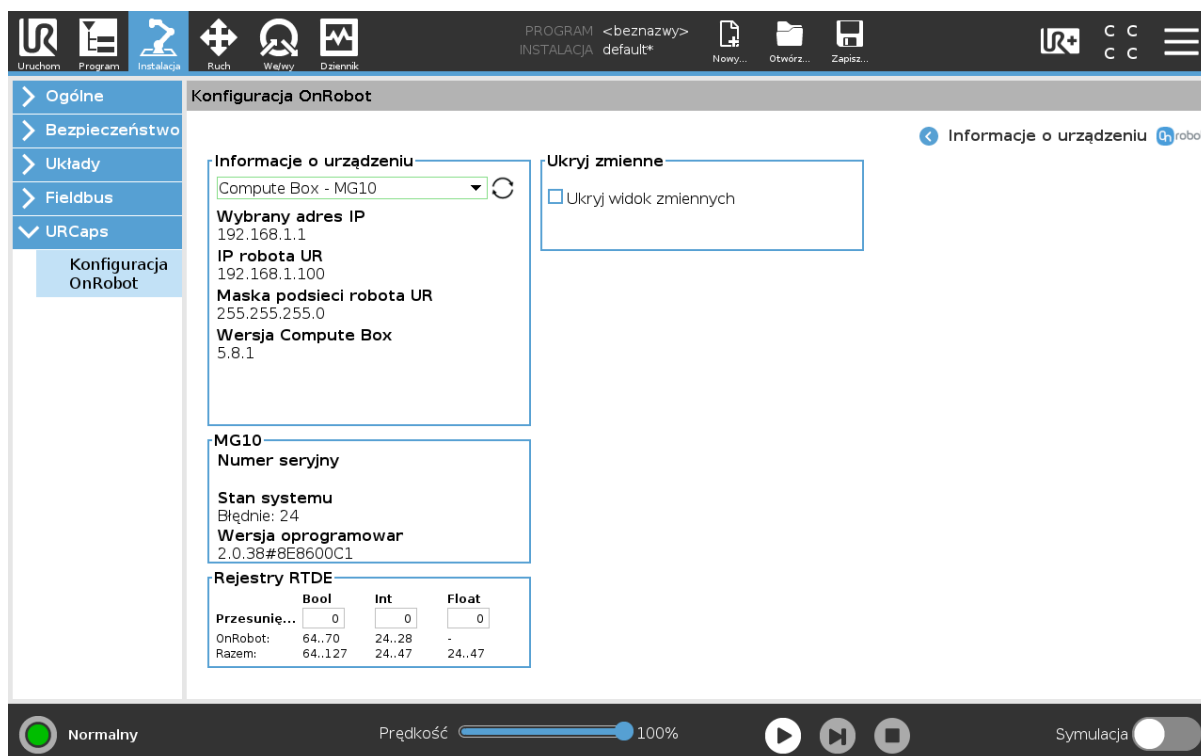 PROGRAM <beznazwy>
INSTALACJA default*
UR+
C C
C C
Uruchom Program Instalacja Ruch We/wy Dziennik Nowy... Otwórz... Zapisz...
Ogólne
Bezpieczeństwo
Układy
Fieldbus
URCaps
Konfiguracja
OnRobot
Konfiguracja OnRobot
Informacje o urządzeniu
Informacje o urządzeniu
Compute Box - MG10
Wybrany adres IP
192.168.1.1
IP robota UR
192.168.1.100
Maska podsieci robota UR
255.255.255.0
Wersja Compute Box
5.8.1
Ukryj zmienne
Ukryj widok zmiennych
MG10
Numer seryjny
Stan systemu
Błędnie: 24
Wersja oprogramowar
2.0.38#8E8600C1
Rejestry RTDE
Bool Int Float
Przesunię... 0 0 0
OnRobot: 64..70 24..28 -
Razem: 64..127 24..47 24..47
Normalny
Prędkość 100%
Symulacja